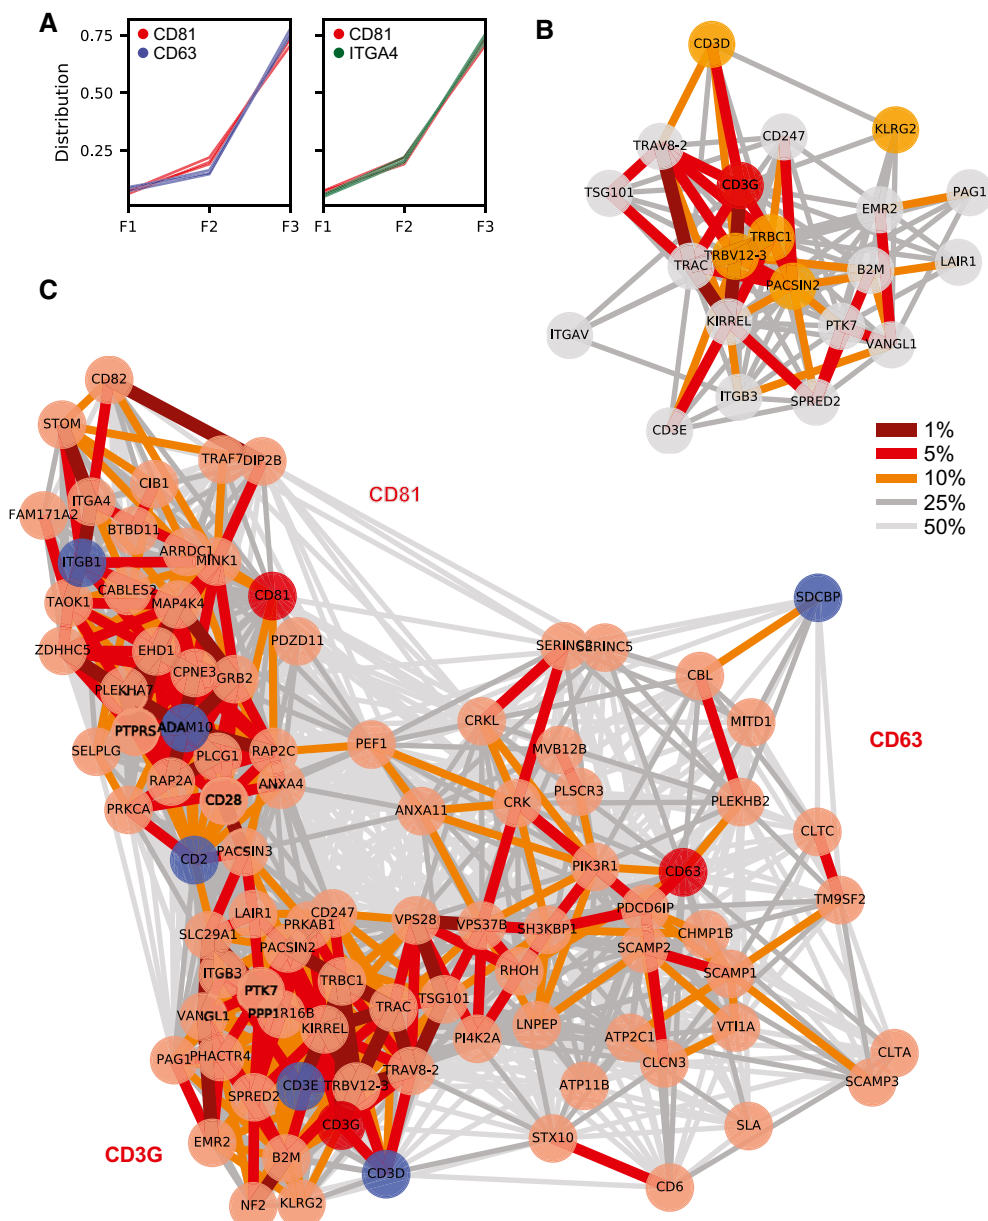 A
CD81
CD63
CD81
ITGA4
Distribution
0.75
0.50
0.25
F1 F2 F3
F1 F2 F3
B
CD3D
KLRG2
CD247
TRAV8-2
CD3G
TSG101
PAG1
EMR2
TRBC1
TRBV12-3
TRAC
LAIR1
B2M
PACSIN2
KIRREL
PTK7
ITGAV
VANGL1
ITGB3
SPRED2
CD3E
1%
5%
10%
25%
50%
C
CD82
STOM
TRAF7
DIP2B
CIB1
ITGA4
CD81
FAM171A2
BTBD11
ARRDC1
ITGB1
MINK1
CABLES2
CD81
TAOK1
MAP4K4
SDCBP
PDZD11
ZDHHC5
EHD1
SERINC3
SERINC5
CPNE3
GRB2
CBL
PLEKHA7
CRKL
MITD1
PTPRS
ADAM10
CD63
SELPLG
PLCG1
RAP2C
PEF1
MVB12B
RAP2A
ANXA4
PLSCR3
PLEKHB2
PRKCA
CD28
ANXA11
CRK
CLTC
CD2
PACSIN3
PIK3R1
CD63
TM9SF2
LAIR1
CD247
PDCD6IP
PRKAB1
VPS28
VPS37B
SH3KBP1
CHMP1B
SLC29A1
PACSIN2
SCAMP2
ITGB3
TRBC1
RHOH
SCAMP1
PTK7
TSG101
TRAC
VANGL1
PPP1R16B
KIRREL
LNPEP
VTI1A
PI4K2A
ATP2C1
PAG1
PHACTR4
CLCN3
CLTA
TRAV8-2
CD3E
TRBV12-3
ATP11B
SCAMP3
SPRED2
CD3G
SLA
EMR2
STX10
CD3G
B2M
CD3D
CD6
NF2
KLRG2